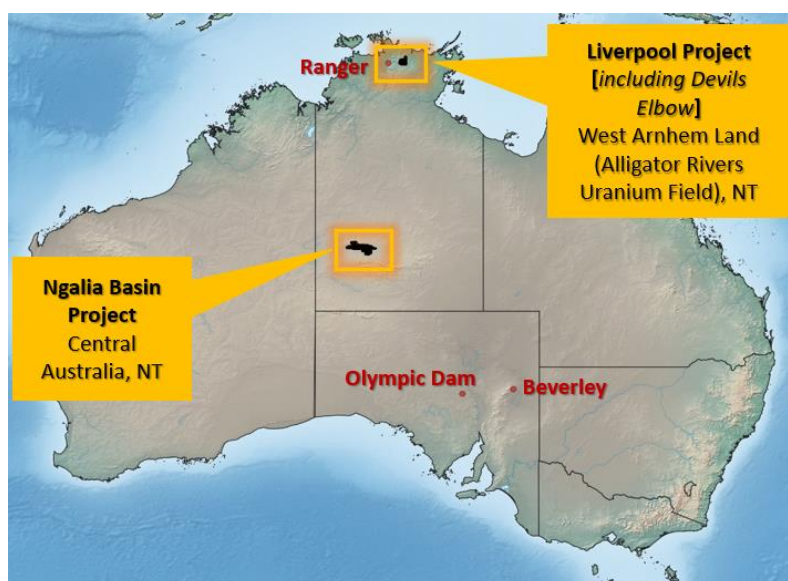 Ranger
Liverpool Project
[including Devils
Elbow]
West Arnhem Land
(Alligator Rivers
Uranium Field), NT
Ngalia Basin
Project
Central
Australia, NT
Olympic Dam
Beverley